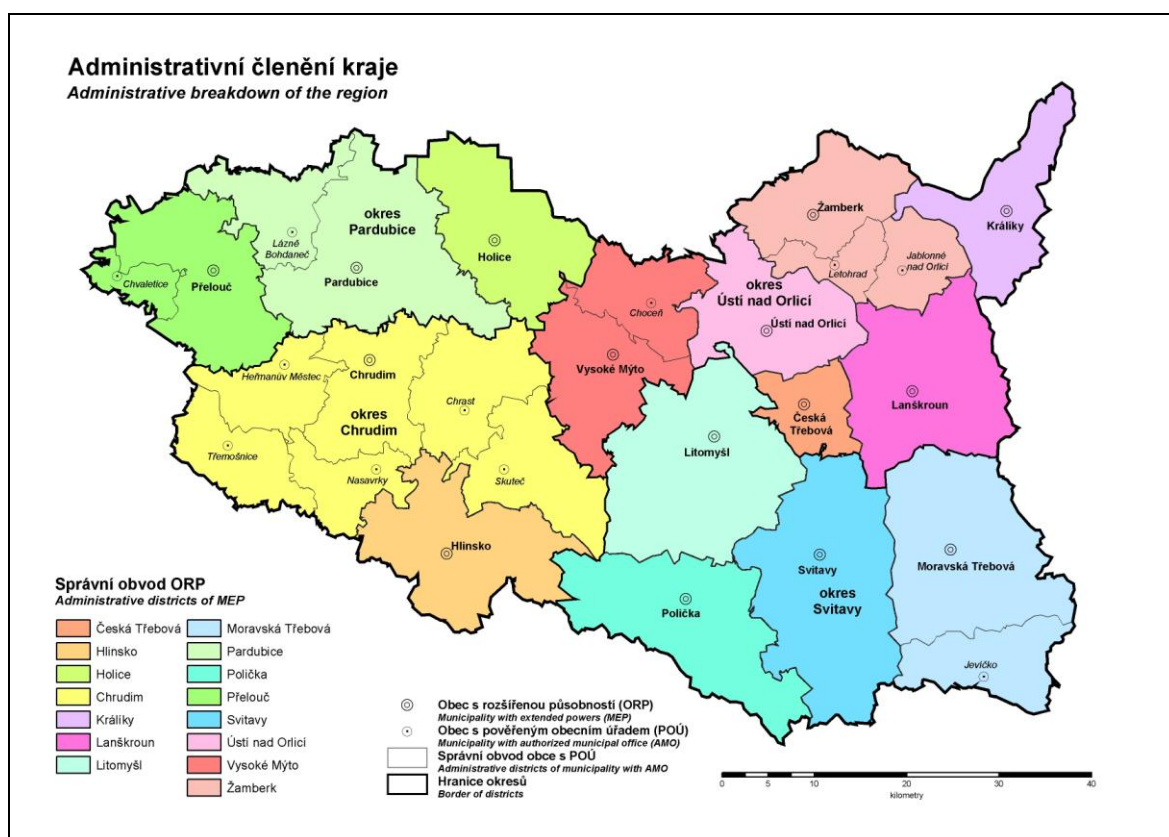 Administrativní členění kraje
Administrative breakdown of the region
Žamberk
Králiky
okres
Pardubice
Lázně
Bohdaneč
Holice
Letohrad
Jablonné
nad Orlicí
Chvaletice
Přelouč
Pardubice
okres
Ústí nad Orlicí
Choceň
Ústí nad Orlicí
Heřmanův Městec
Chrudim
Vysoké Mýto
Chrast
Lanškroun
okres
Chrudim
Česká
Třebová
Třemošnice
Litomyšl
Nasavrky
Skuteč
Hlinsko
Svitavy
Moravská Třebová
okres
Svitavy
Polička
Jevíčko
Správní obvod ORP
Administrative districts of MEP
Česká Třebová
Hlinsko
Holice
Chrudim
Králiky
Lanškroun
Litomyšl
Moravská Třebová
Pardubice
Polička
Přelouč
Svitavy
Ústí nad Orlicí
Vysoké Mýto
Žamberk
Obec s rozšířenou působností (ORP)
Municipality with extended powers (MEP)
Obec s pověřeným obecním úřadem (POÚ)
Municipality with authorized municipal office (AMO)
Správní obvod obce s POÚ
Administrative districts of municipality with AMO
Hranice okresů
Border of districts
0 5 10 20 30 40
kilometry